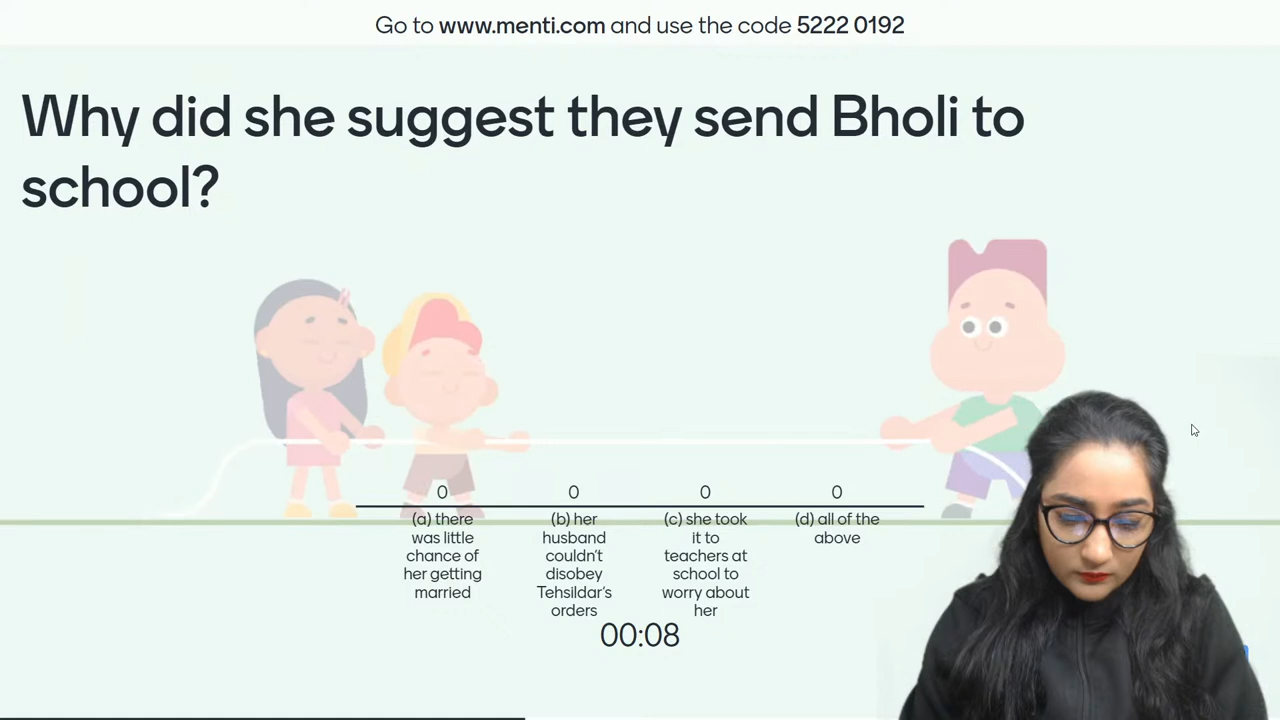 Go to www.menti.com and use the code 5222 0192
Why did she suggest they send Bholi to
school?
0
0
0
0
(a) there
was little
chance of
her getting
married
(b) her
husband
couldn't
disobey
Tehsildar's
orders
(c) she took
it to
teachers at
school to
worry about
her
(d) all of the
above
00:08